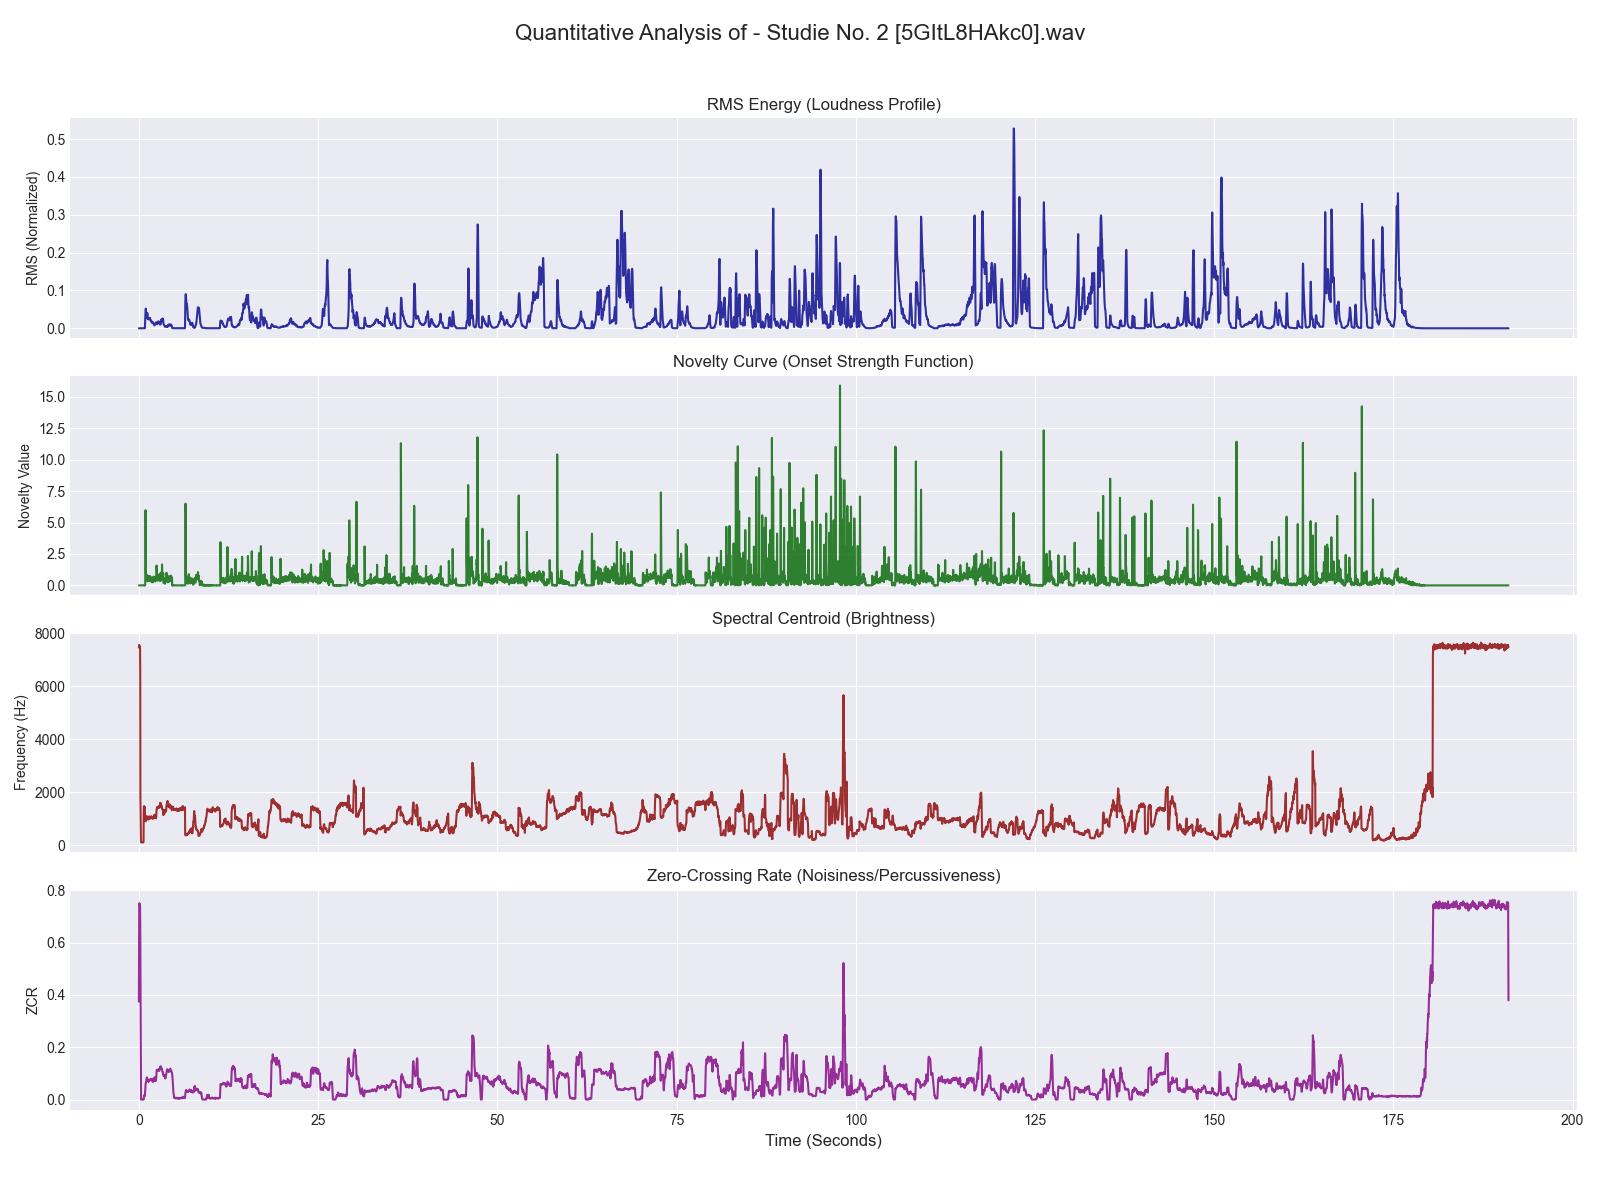 Quantitative Analysis of - Studie No. 2 [5GItL8HAkc0].wav
RMS Energy (Loudness Profile)
RMS (Normalized)
0.5
0.4
0.3
0.2
0.1
0.0
Novelty Curve (Onset Strength Function)
Novelty Value
15.0
12.5
10.0
7.5
5.0
2.5
0.0
Spectral Centroid (Brightness)
Frequency (Hz)
8000
6000
4000
2000
0
Zero-Crossing Rate (Noisiness/Percussiveness)
ZCR
0.8
0.6
0.4
0.2
0.0
0 25 50 75 100 125 150 175 200
Time (Seconds)